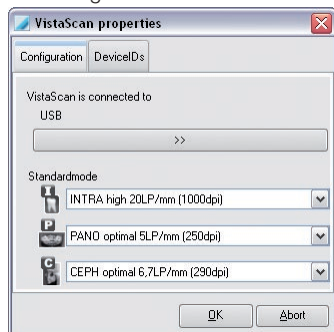 VistaScan properties
Configuration DeviceIDs
VistaScan is connected to
USB
>>
Standardmode
I INTRA high 20LP/mm (1000dpi)
P PANO optimal 5LP/mm (250dpi)
C CEPH optimal 6,7LP/mm (290dpi)
OK Abort